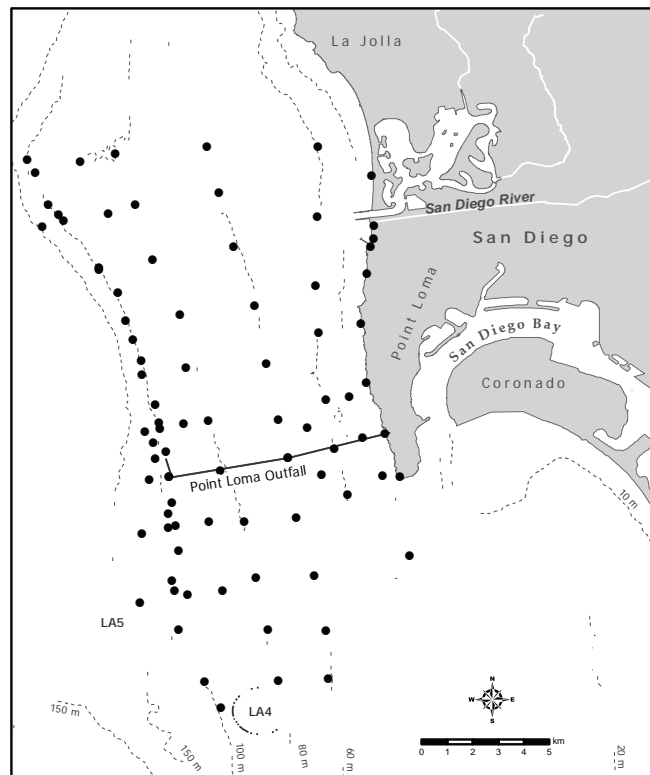 La Jolla
San Diego River
San Diego
Point Loma
San Diego Bay
Coronado
Point Loma Outfall
10 m
LA5
LA4
N
W E
S
150 m
150 m
100 m
80 m
60 m
20 m
km
0 1 2 3 4 5